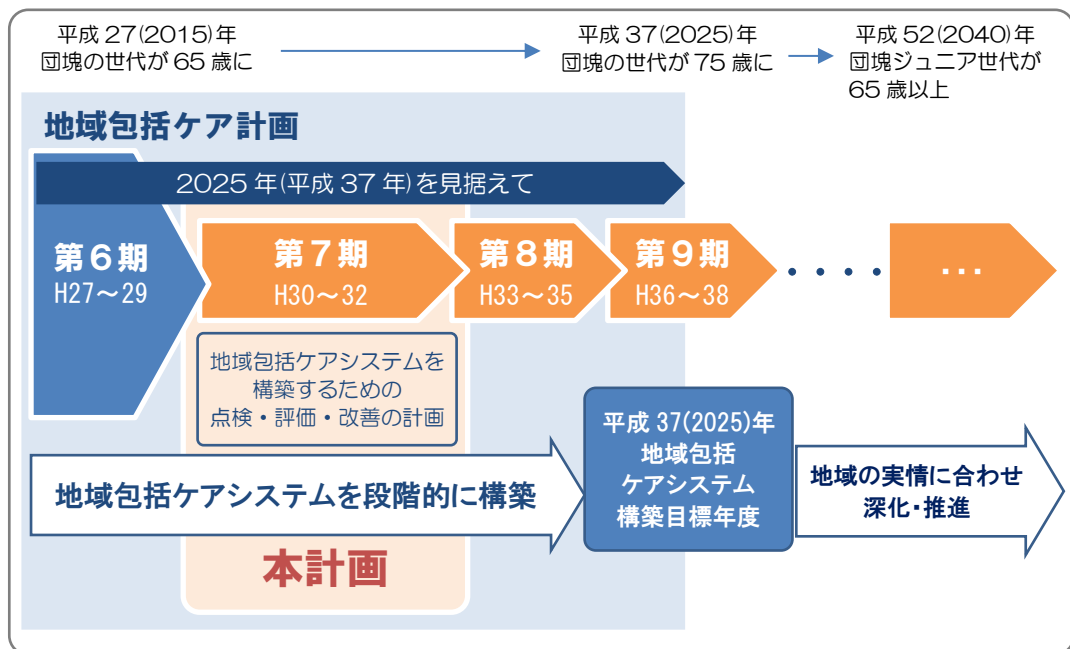 平成 27(2015)年
団塊の世代が 65 歳に
平成 37(2025)年
団塊の世代が 75 歳に
平成 52(2040)年
団塊ジュニア世代が
65 歳以上
地域包括ケア計画
2025 年(平成 37 年)を見据えて
第6期
H27～29
第7期
H30～32
第8期
H33～35
第9期
H36～38
・・・・・
...
地域包括ケアシステムを
構築するための
点検・評価・改善の計画
地域包括ケアシステムを段階的に構築
平成 37(2025)年
地域包括
ケアシステム
構築目標年度
地域の実情に合わせ
深化・推進
本計画